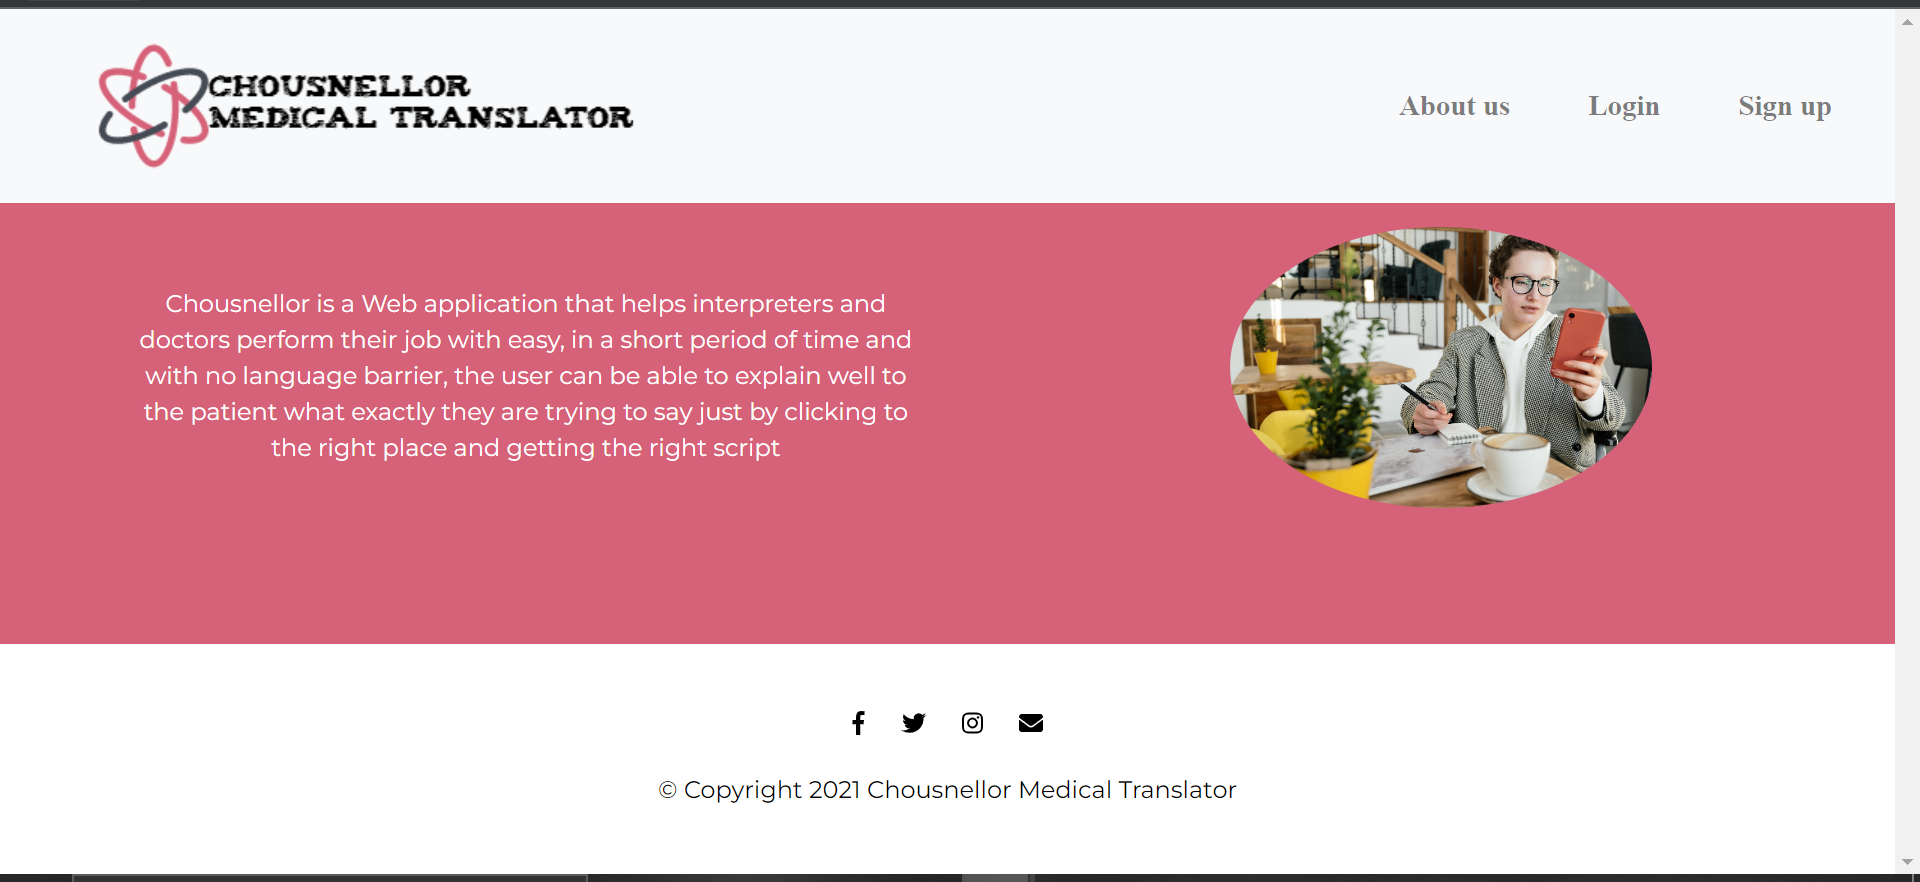 CHOUSNELLOR
MEDICAL TRANSLATOR
About us
Login
Sign up
Chousnellor is a Web application that helps interpreters and
doctors perform their job with easy, in a short period of time and
with no language barrier, the user can be able to explain well to
the patient what exactly they are trying to say just by clicking to
the right place and getting the right script
© Copyright 2021 Chousnellor Medical Translator